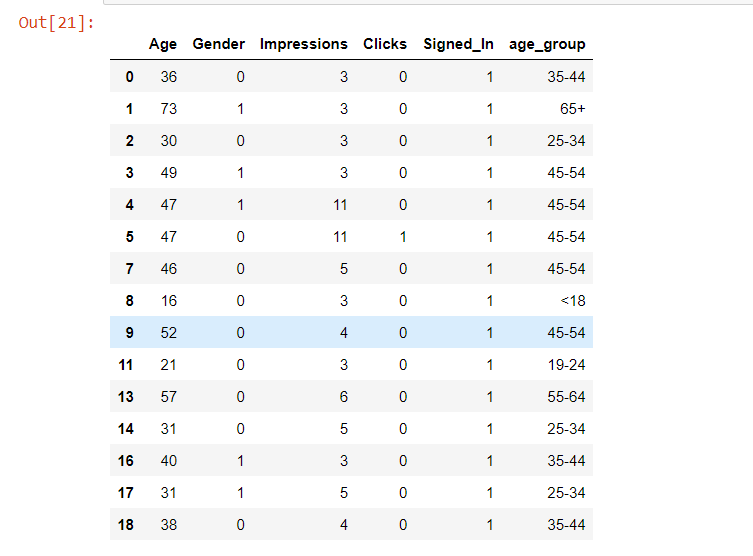 Out[21]:
Age Gender Impressions Clicks Signed_In age_group
0 36 0 3 0 1 35-44
1 73 1 3 0 1 65+
2 30 0 3 0 1 25-34
3 49 1 3 0 1 45-54
4 47 1 11 0 1 45-54
5 47 0 11 1 1 45-54
7 46 0 5 0 1 45-54
8 16 0 3 0 1 <18
9 52 0 4 0 1 45-54
11 21 0 3 0 1 19-24
13 57 0 6 0 1 55-64
14 31 0 5 0 1 25-34
16 40 1 3 0 1 35-44
17 31 1 5 0 1 25-34
18 38 0 4 0 1 35-44